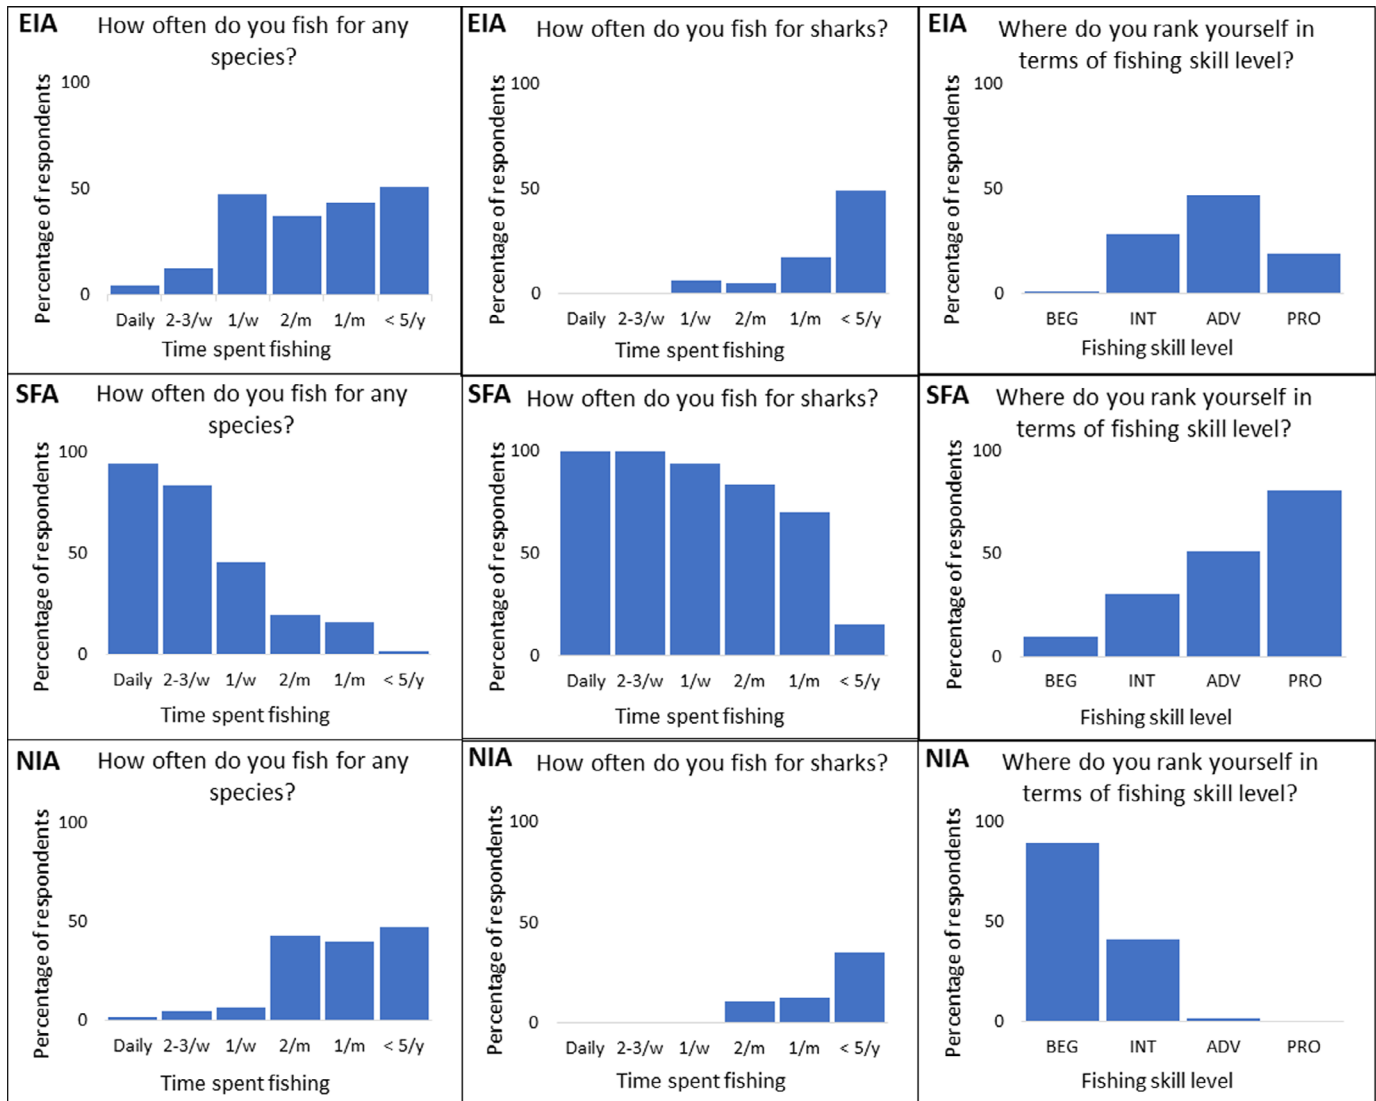 EIA
How often do you fish for any
species?
100
50
0
Percentage of respondents
Daily 2-3/w 1/w 2/m 1/m < 5/y
Time spent fishing
EIA
How often do you fish for sharks?
100
50
0
Percentage of respondents
Daily 2-3/w 1/w 2/m 1/m < 5/y
Time spent fishing
EIA
Where do you rank yourself in
terms of fishing skill level?
100
50
0
Percentage of respondents
BEG INT ADV PRO
Fishing skill level
SFA
How often do you fish for any
species?
100
50
0
Percentage of respondents
Daily 2-3/w 1/w 2/m 1/m < 5/y
Time spent fishing
SFA
How often do you fish for sharks?
100
50
0
Percentage of respondents
Daily 2-3/w 1/w 2/m 1/m < 5/y
Time spent fishing
SFA
Where do you rank yourself in
terms of fishing skill level?
100
50
0
Percentage of respondents
BEG INT ADV PRO
Fishing skill level
NIA
How often do you fish for any
species?
100
50
0
Percentage of respondents
Daily 2-3/w 1/w 2/m 1/m < 5/y
Time spent fishing
NIA
How often do you fish for sharks?
100
50
0
Percentage of respondents
Daily 2-3/w 1/w 2/m 1/m < 5/y
Time spent fishing
NIA
Where do you rank yourself in
terms of fishing skill level?
100
50
0
Percentage of respondents
BEG INT ADV PRO
Fishing skill level